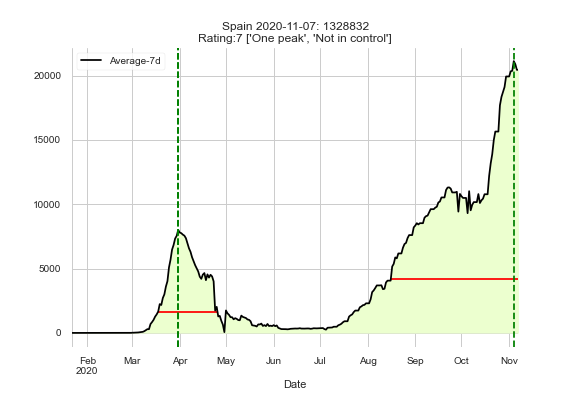 Spain 2020-11-07: 1328832
Rating:7 ['One peak', 'Not in control']
Average-7d
20000
15000
10000
5000
0
Feb Mar Apr May Jun Jul Aug Sep Oct Nov
2020
Date